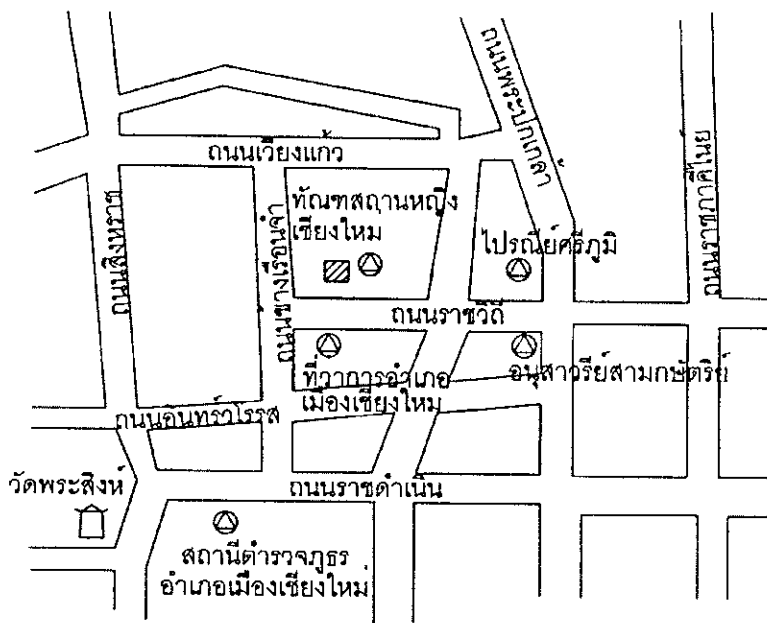 ถนนพระปกเกล้า
ถนนเวียงแก้ว
ถนนราชภาคิไนย
ถนนสิงหราช
ถนนข้างเรือนจำ
ทัณฑสถานหญิง
เชียงใหม่
ไปรณีย์ศรีภูมิ
ถนนราชวิถี
ที่ว่าการอำเภอ
เมืองเชียงใหม่
อนุสาวรีย์สามกษัตริย์
ถนนอินทรวโรรส
วัดพระสิงห์
ถนนราชดำเนิน
สถานีตำรวจภูธร
อำเภอเมืองเชียงใหม่